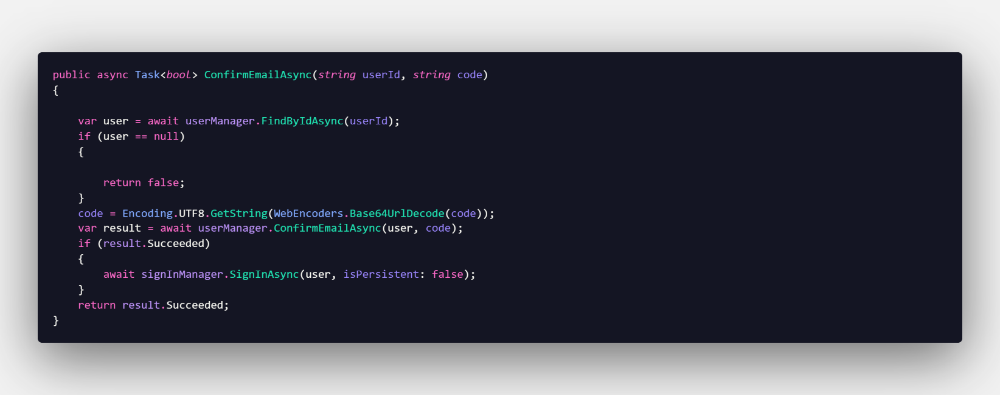 public async Task<bool> ConfirmEmailAsync(string userId, string code)
{
    var user = await userManager.FindByIdAsync(userId);
    if (user == null)
    {
        return false;
    }
    code = Encoding.UTF8.GetString(WebEncoders.Base64UrlDecode(code));
    var result = await userManager.ConfirmEmailAsync(user, code);
    if (result.Succeeded)
    {
        await signInManager.SignInAsync(user, isPersistent: false);
    }
    return result.Succeeded;
}